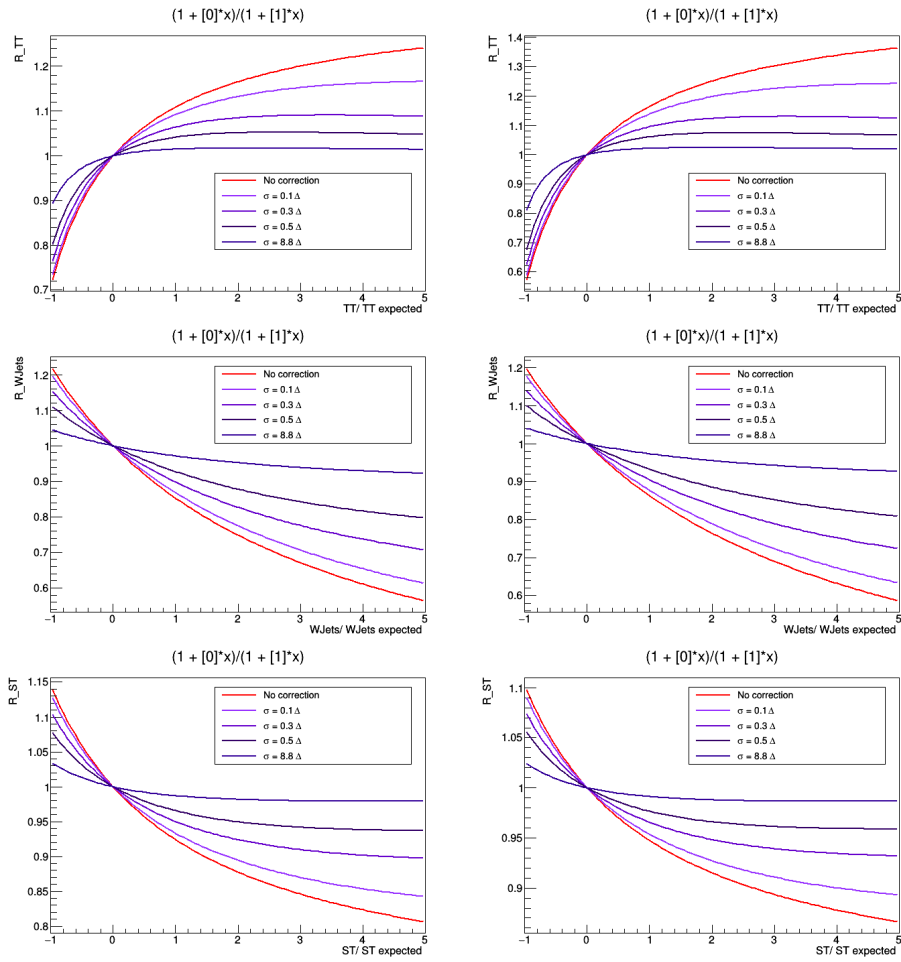 (1 + [0]*x)/(1 + [1]*x)
R_TT
1.2
1.1
1
0.9
0.8
0.7
No correction
σ = 0.1 Δ
σ = 0.3 Δ
σ = 0.5 Δ
σ = 8.8 Δ
−1 0 1 2 3 4 5
TT/ TT expected
(1 + [0]*x)/(1 + [1]*x)
R_TT
1.4
1.3
1.2
1.1
1.0
0.9
0.8
0.7
0.6
No correction
σ = 0.1 Δ
σ = 0.3 Δ
σ = 0.5 Δ
σ = 8.8 Δ
−1 0 1 2 3 4 5
TT/ TT expected
(1 + [0]*x)/(1 + [1]*x)
R_WJets
1.2
1.1
1
0.9
0.8
0.7
0.6
No correction
σ = 0.1 Δ
σ = 0.3 Δ
σ = 0.5 Δ
σ = 8.8 Δ
−1 0 1 2 3 4 5
WJets/ WJets expected
(1 + [0]*x)/(1 + [1]*x)
R_WJets
1.2
1.1
1
0.9
0.8
0.7
0.6
No correction
σ = 0.1 Δ
σ = 0.3 Δ
σ = 0.5 Δ
σ = 8.8 Δ
−1 0 1 2 3 4 5
WJets/ WJets expected
(1 + [0]*x)/(1 + [1]*x)
R_ST
1.15
1.1
1.05
1
0.95
0.9
0.85
0.8
No correction
σ = 0.1 Δ
σ = 0.3 Δ
σ = 0.5 Δ
σ = 8.8 Δ
−1 0 1 2 3 4 5
ST/ ST expected
(1 + [0]*x)/(1 + [1]*x)
R_ST
1.1
1.05
1
0.95
0.9
No correction
σ = 0.1 Δ
σ = 0.3 Δ
σ = 0.5 Δ
σ = 8.8 Δ
−1 0 1 2 3 4 5
ST/ ST expected